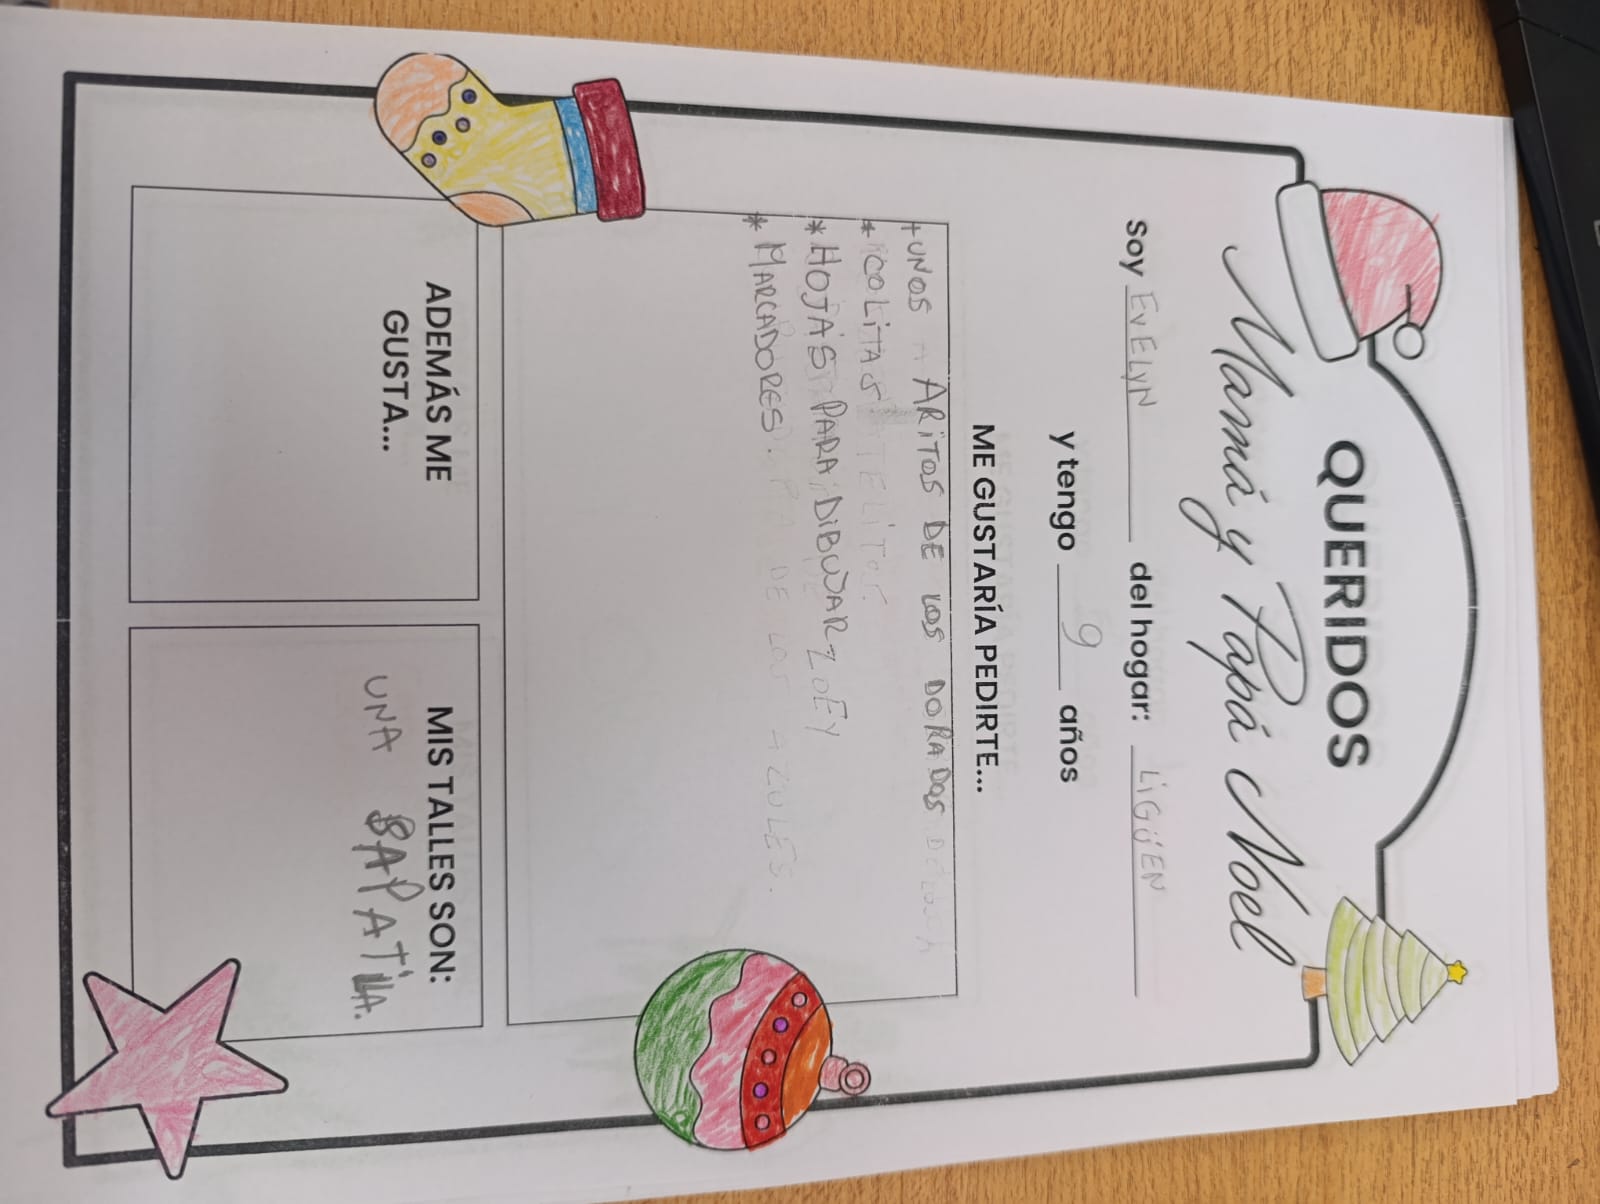 QUERIDOS
Mamá y Papá Noel
Soy EVELYN del hogar: LIGÜEN
y tengo 9 años
ME GUSTARÍA PEDIRTE...
+ UNOS ARITOS DE LOS DORADOS
* COLITAS
* HOJAS PARA DIBUJAR
* MARCADORES.
ADEMÁS ME
GUSTA...
MIS TALLES SON:
UNA SAPATILLA.